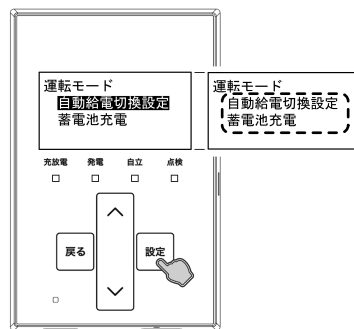 運転モード
自動給電切換設定
蓄電池充電
運転モード
自動給電切換設定
蓄電池充電
充放電 発電 自立 点検
戻る 設定